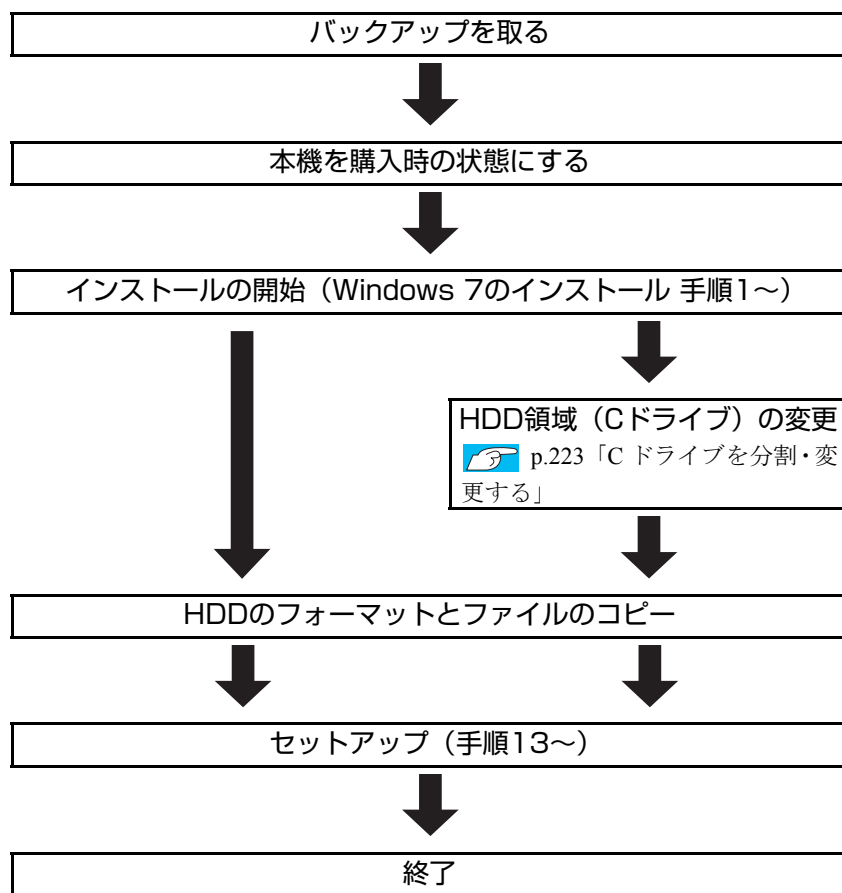 バックアップを取る
本機を購入時の状態にする
インストールの開始（Windows 7のインストール 手順1～）
HDD領域（Cドライブ）の変更
p.223「C ドライブを分割・変
更する」
HDDのフォーマットとファイルのコピー
セットアップ（手順13～）
終了